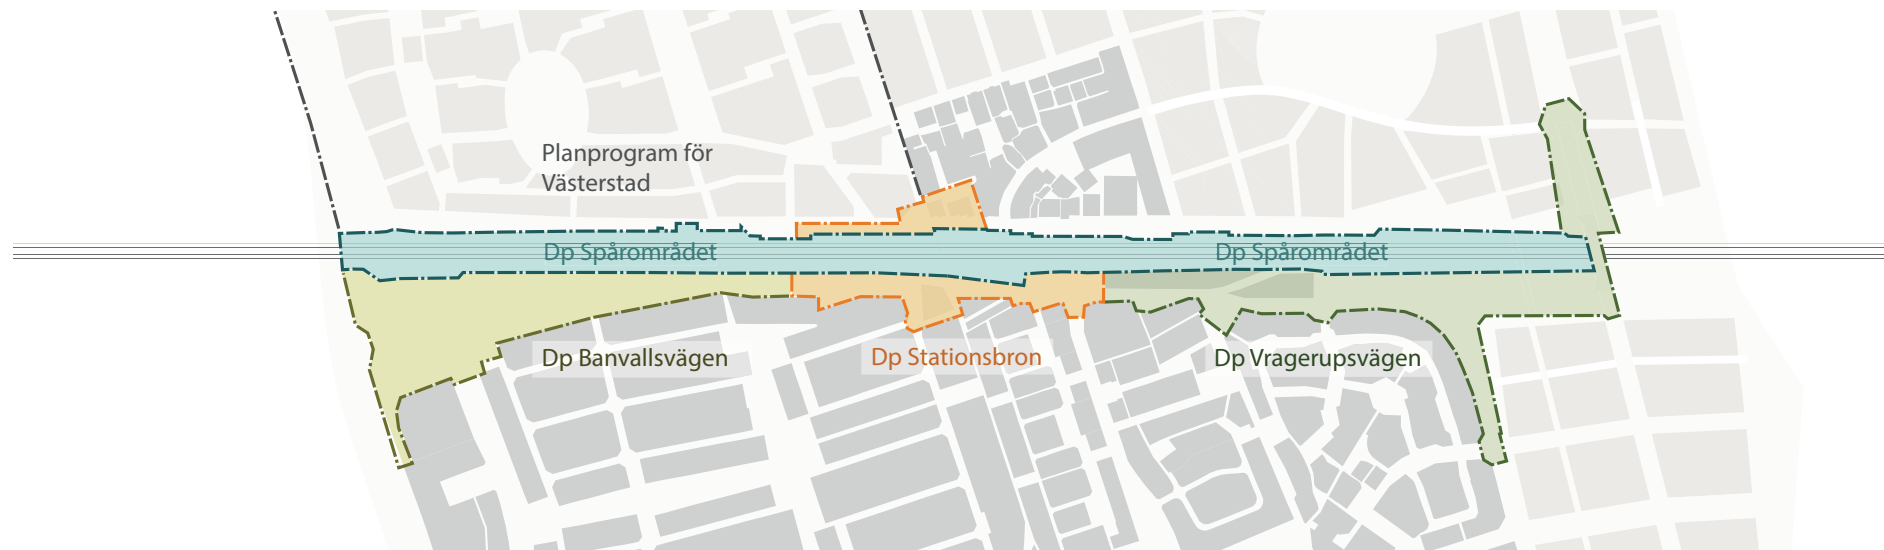 Planprogram för
Västerstad
Dp Spårområdet
Dp Spårområdet
Dp Banvallsvägen
Dp Stationsbron
Dp Vragerupsvägen